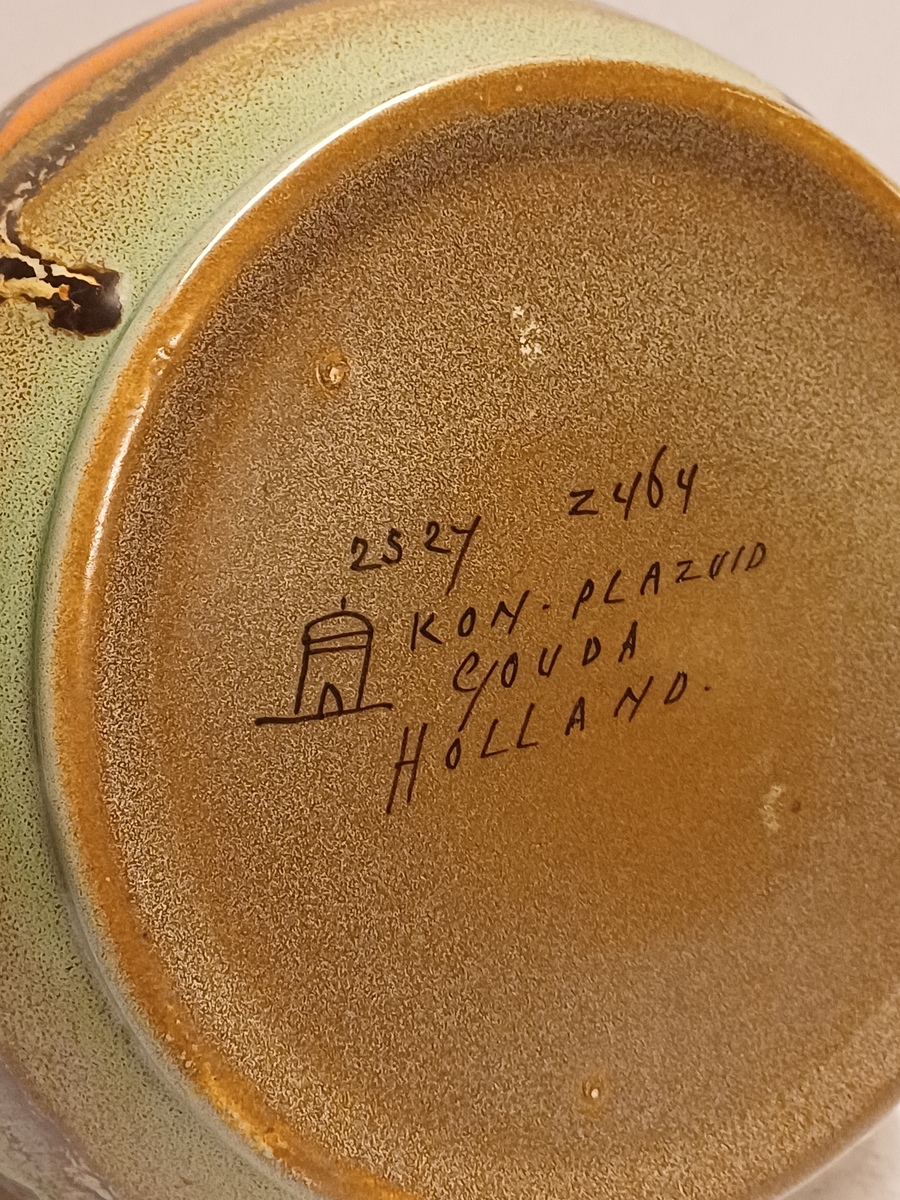 2527 Z464
KON. PLAZUID
GOUDA
HOLLAND.